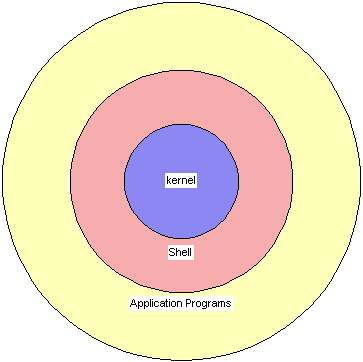 kernel
Shell
Application Programs